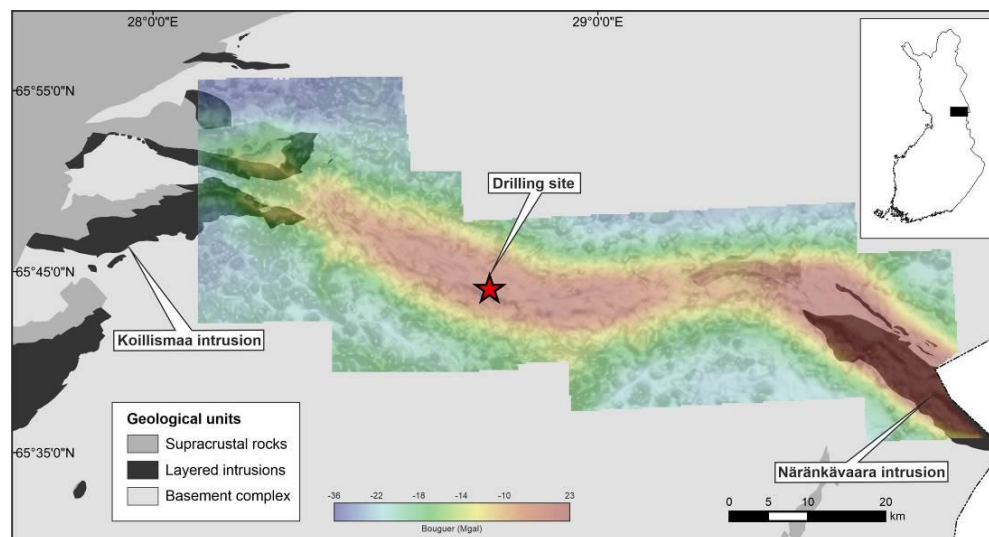 28°0'0"E
29°0'0"E
65°55'N
65°45'0"N
65°35'0"N
Drilling site
Koillismaa intrusion
Näränkävaara intrusion
Geological units
Supracrustal rocks
Layered intrusions
Basement complex
-36 -22 -18 -14 -10 23
Bouguer (Mgal)
0 5 10 20
km